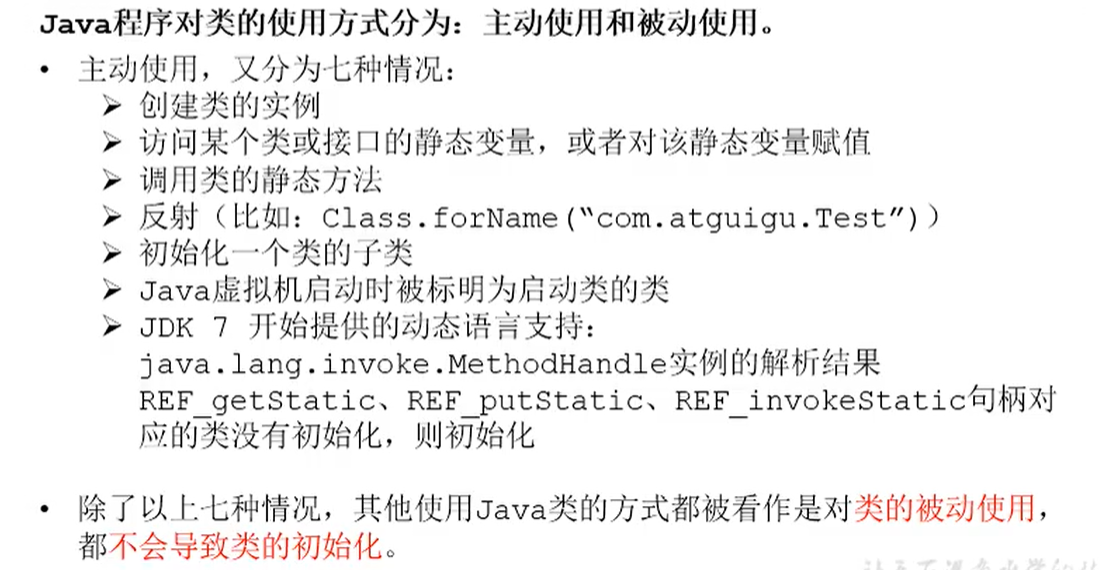 Java程序对类的使用方式分为：主动使用和被动使用。
• 主动使用，又分为七种情况：
➢ 创建类的实例
➢ 访问某个类或接口的静态变量，或者对该静态变量赋值
➢ 调用类的静态方法
➢ 反射（比如：Class.forName(“com.atguigu.Test”)）
➢ 初始化一个类的子类
➢ Java虚拟机启动时被标明为启动类的类
➢ JDK 7 开始提供的动态语言支持：
java.lang.invoke.MethodHandle实例的解析结果
REF_getStatic、REF_putStatic、REF_invokeStatic句柄对
应的类没有初始化，则初始化
• 除了以上七种情况，其他使用Java类的方式都被看作是对类的被动使用，
都不会导致类的初始化。